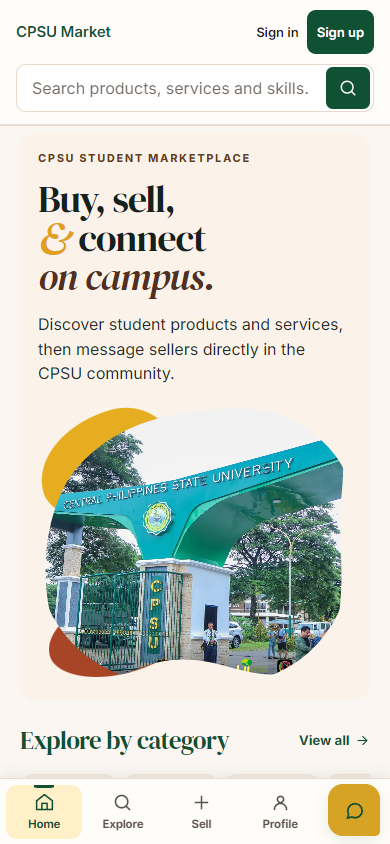 CPSU Market
Sign in
Sign up
Search products, services and skills.
CPSU STUDENT MARKETPLACE
Buy, sell,
& connect
on campus.
Discover student products and services,
then message sellers directly in the
CPSU community.
CENTRAL PHILIPPINES STATE UNIVERSITY
CPSU
Explore by category
View all →
Home
Explore
Sell
Profile